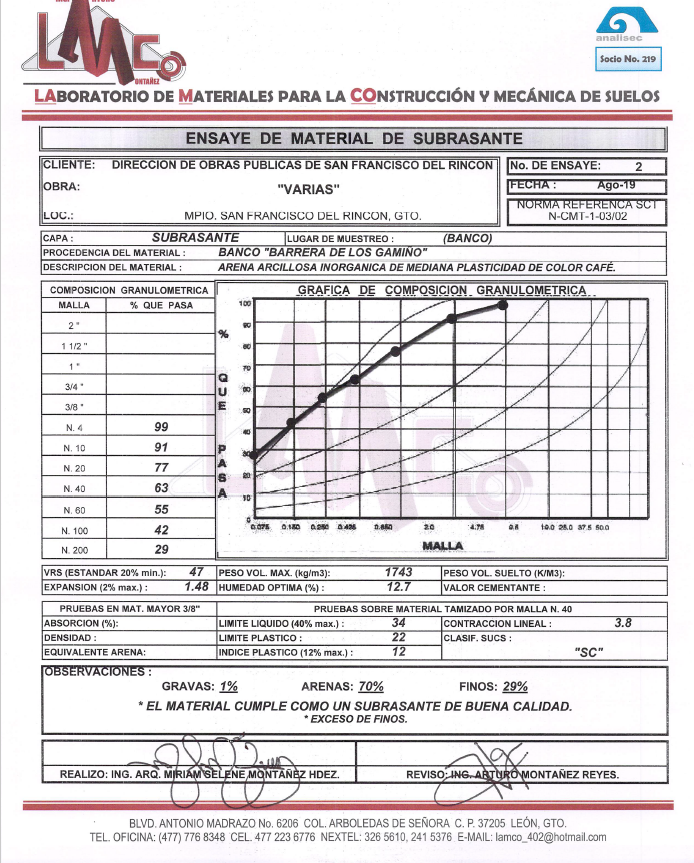 LAMCO
MONTAÑEZ
analisec
Socio No. 219
LABORATORIO DE MATERIALES PARA LA CONSTRUCCIÓN Y MECÁNICA DE SUELOS
ENSAYE DE MATERIAL DE SUBRASANTE
CLIENTE: DIRECCION DE OBRAS PUBLICAS DE SAN FRANCISCO DEL RINCON
No. DE ENSAYE: 2
OBRA: "VARIAS"
FECHA : Ago-19
LOC.: MPIO. SAN FRANCISCO DEL RINCON, GTO.
NORMA REFERENCA SCT
N-CMT-1-03/02
CAPA : SUBRASANTE LUGAR DE MUESTREO : (BANCO)
PROCEDENCIA DEL MATERIAL : BANCO "BARRERA DE LOS GAMIÑO"
DESCRIPCION DEL MATERIAL : ARENA ARCILLOSA INORGANICA DE MEDIANA PLASTICIDAD DE COLOR CAFÉ.
COMPOSICION GRANULOMETRICA
MALLA % QUE PASA
2 "
1 1/2 "
1 "
3/4 "
3/8 "
N. 4 99
N. 10 91
N. 20 77
N. 40 63
N. 60 55
N. 100 42
N. 200 29
GRAFICA DE COMPOSICION GRANULOMETRICA
% QUE PASA
100
90
80
70
60
50
40
30
20
10
0
0.075 0.150 0.250 0.425 0.850 2.0 4.75 9.5 19.0 25.0 37.5 50.0
MALLA
VRS (ESTANDAR 20% min.): 47 PESO VOL. MAX. (kg/m3): 1743 PESO VOL. SUELTO (K/M3):
EXPANSION (2% max.) : 1.48 HUMEDAD OPTIMA (%) : 12.7 VALOR CEMENTANTE :
PRUEBAS EN MAT. MAYOR 3/8" PRUEBAS SOBRE MATERIAL TAMIZADO POR MALLA N. 40
ABSORCION (%): LIMITE LIQUIDO (40% max.) : 34 CONTRACCION LINEAL : 3.8
DENSIDAD : LIMITE PLASTICO : 22 CLASIF. SUCS :
EQUIVALENTE ARENA: INDICE PLASTICO (12% max.) : 12 "SC"
OBSERVACIONES :
GRAVAS: 1% ARENAS: 70% FINOS: 29%
* EL MATERIAL CUMPLE COMO UN SUBRASANTE DE BUENA CALIDAD.
* EXCESO DE FINOS.
REALIZO: ING. ARQ. MIRIAM SELENE MONTAÑEZ HDEZ. REVISO: ING. ARTURO MONTAÑEZ REYES.
BLVD. ANTONIO MADRAZO No. 6206 COL. ARBOLEDAS DE SEÑORA C. P. 37205 LEÓN, GTO.
TEL. OFICINA: (477) 776 8348 CEL. 477 223 6776 NEXTEL: 326 5610, 241 5376 E-MAIL: lamco_402@hotmail.com